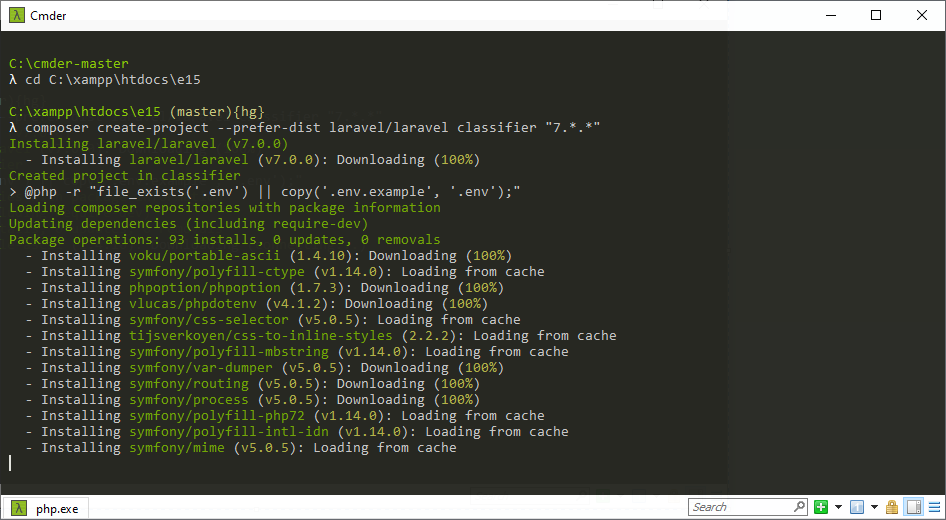 λ Cmder
C:\cmder-master
λ cd C:\xampp\htdocs\e15
C:\xampp\htdocs\e15 (master){hg}
λ composer create-project --prefer-dist laravel/laravel classifier "7.*.*"
Installing laravel/laravel (v7.0.0)
  - Installing laravel/laravel (v7.0.0): Downloading (100%)
Created project in classifier
> @php -r "file_exists('.env') || copy('.env.example', '.env');"
Loading composer repositories with package information
Updating dependencies (including require-dev)
Package operations: 93 installs, 0 updates, 0 removals
  - Installing voku/portable-ascii (1.4.10): Downloading (100%)
  - Installing symfony/polyfill-ctype (v1.14.0): Loading from cache
  - Installing phpoption/phpoption (1.7.3): Downloading (100%)
  - Installing vlucas/phpdotenv (v4.1.2): Downloading (100%)
  - Installing symfony/css-selector (v5.0.5): Loading from cache
  - Installing tijsverkoyen/css-to-inline-styles (2.2.2): Loading from cache
  - Installing symfony/polyfill-mbstring (v1.14.0): Loading from cache
  - Installing symfony/var-dumper (v5.0.5): Downloading (100%)
  - Installing symfony/routing (v5.0.5): Downloading (100%)
  - Installing symfony/process (v5.0.5): Downloading (100%)
  - Installing symfony/polyfill-php72 (v1.14.0): Loading from cache
  - Installing symfony/polyfill-intl-idn (v1.14.0): Loading from cache
  - Installing symfony/mime (v5.0.5): Loading from cache
λ php.exe
Search